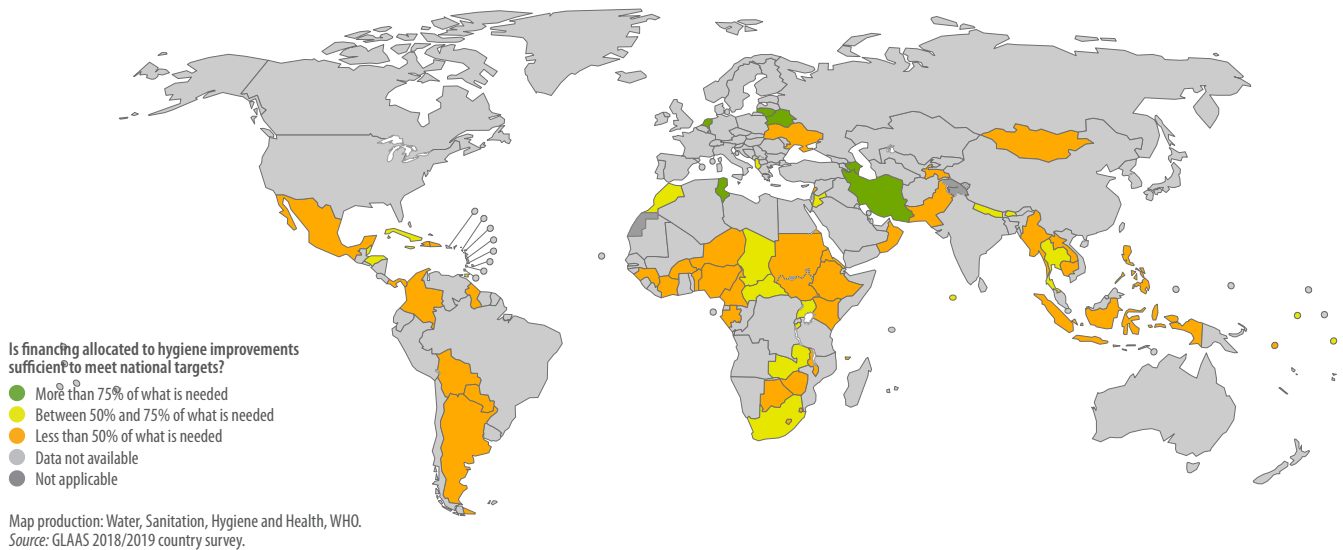 Is financing allocated to hygiene improvements
sufficient to meet national targets?
More than 75% of what is needed
Between 50% and 75% of what is needed
Less than 50% of what is needed
Data not available
Not applicable
Map production: Water, Sanitation, Hygiene and Health, WHO.
Source: GLAAS 2018/2019 country survey.